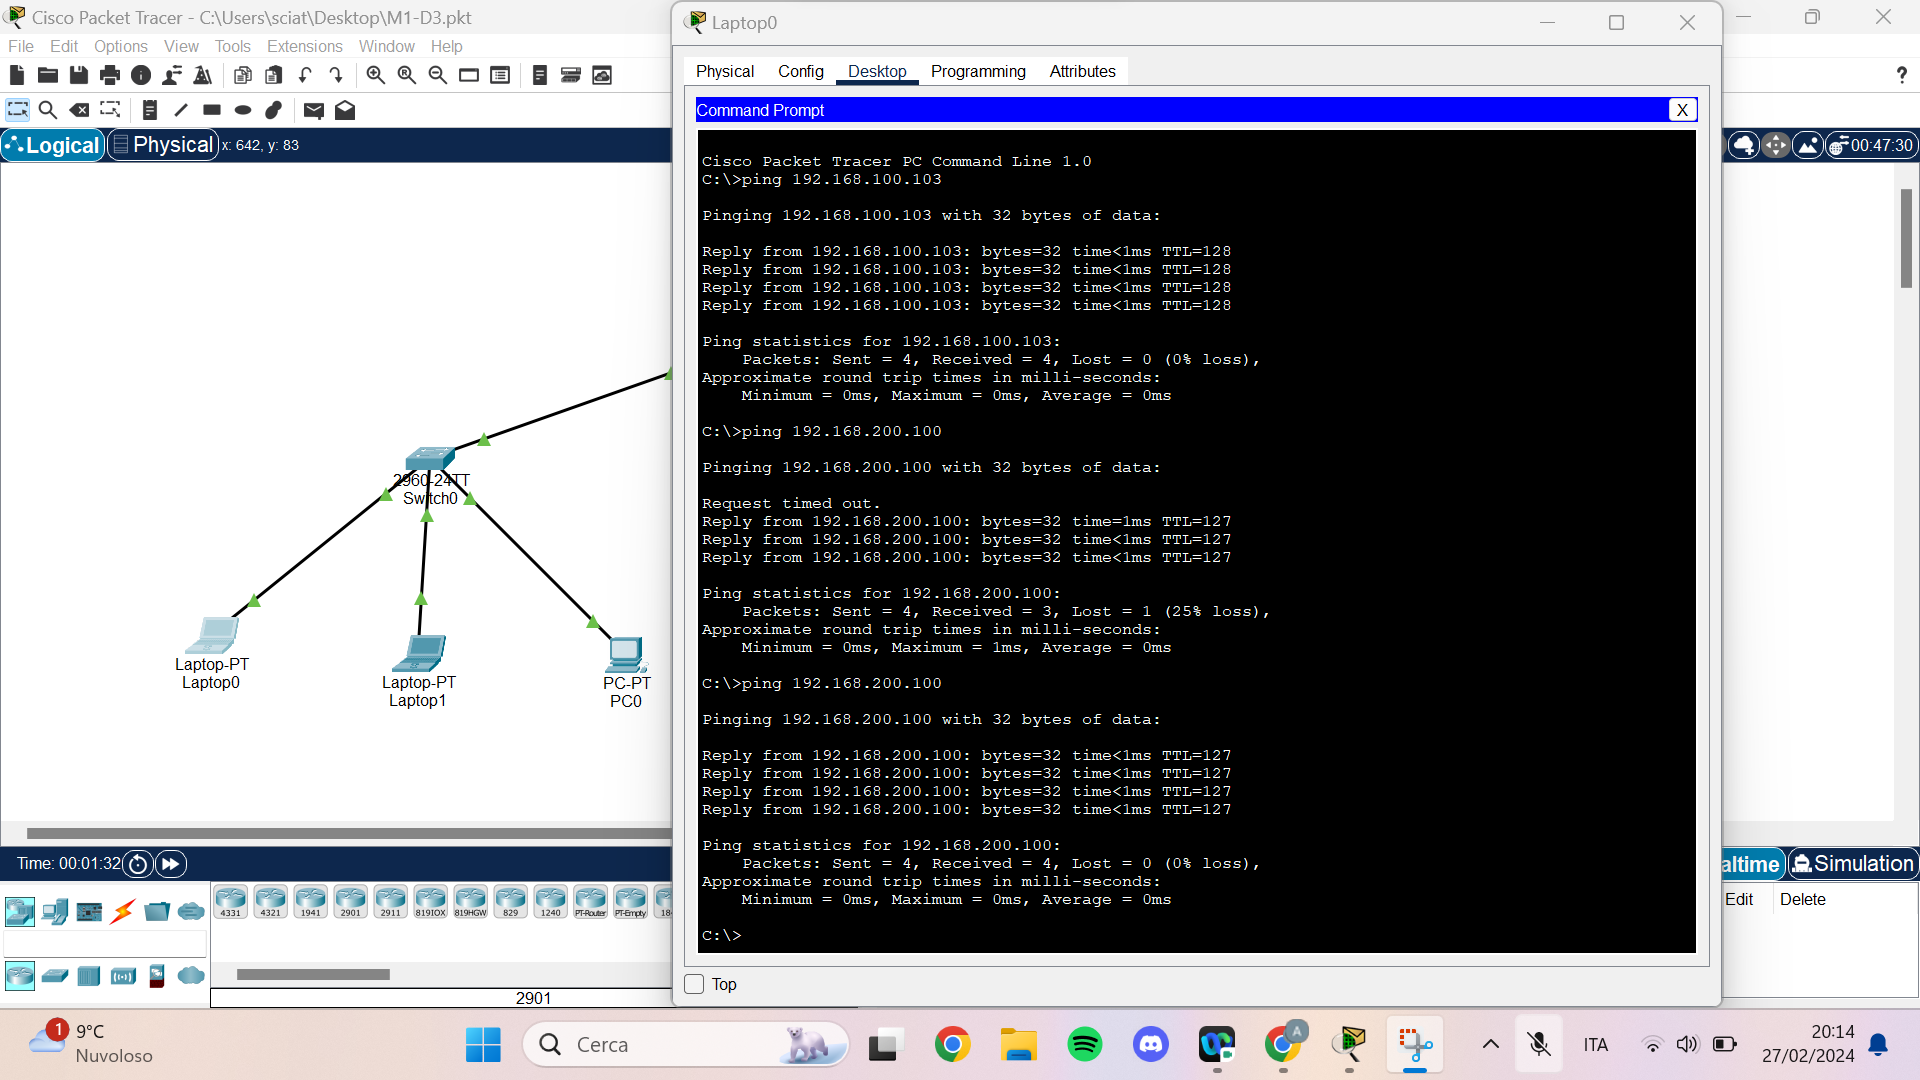 Cisco Packet Tracer - C:\Users\sciat\Desktop\M1-D3.pkt
File Edit Options View Tools Extensions Window Help
Logical Physical x: 642, y: 83
00:47:30
2960-24TT
Switch0
Laptop-PT
Laptop0
Laptop-PT
Laptop1
PC-PT
PC0
Time: 00:01:32
altime Simulation
4331 4321 1941 2901 2911 819IOX 819HGW 829 1240 PT-Router PT-Empty 18
2901
Edit Delete
Laptop0
Physical Config Desktop Programming Attributes
Command Prompt X
Cisco Packet Tracer PC Command Line 1.0
C:\>ping 192.168.100.103
Pinging 192.168.100.103 with 32 bytes of data:
Reply from 192.168.100.103: bytes=32 time<1ms TTL=128
Reply from 192.168.100.103: bytes=32 time<1ms TTL=128
Reply from 192.168.100.103: bytes=32 time<1ms TTL=128
Reply from 192.168.100.103: bytes=32 time<1ms TTL=128
Ping statistics for 192.168.100.103:
Packets: Sent = 4, Received = 4, Lost = 0 (0% loss),
Approximate round trip times in milli-seconds:
Minimum = 0ms, Maximum = 0ms, Average = 0ms
C:\>ping 192.168.200.100
Pinging 192.168.200.100 with 32 bytes of data:
Request timed out.
Reply from 192.168.200.100: bytes=32 time=1ms TTL=127
Reply from 192.168.200.100: bytes=32 time<1ms TTL=127
Reply from 192.168.200.100: bytes=32 time<1ms TTL=127
Ping statistics for 192.168.200.100:
Packets: Sent = 4, Received = 3, Lost = 1 (25% loss),
Approximate round trip times in milli-seconds:
Minimum = 0ms, Maximum = 1ms, Average = 0ms
C:\>ping 192.168.200.100
Pinging 192.168.200.100 with 32 bytes of data:
Reply from 192.168.200.100: bytes=32 time<1ms TTL=127
Reply from 192.168.200.100: bytes=32 time<1ms TTL=127
Reply from 192.168.200.100: bytes=32 time<1ms TTL=127
Reply from 192.168.200.100: bytes=32 time<1ms TTL=127
Ping statistics for 192.168.200.100:
Packets: Sent = 4, Received = 4, Lost = 0 (0% loss),
Approximate round trip times in milli-seconds:
Minimum = 0ms, Maximum = 0ms, Average = 0ms
C:\>
Top
1
9°C
Nuvoloso
Cerca
A
ITA
20:14
27/02/2024